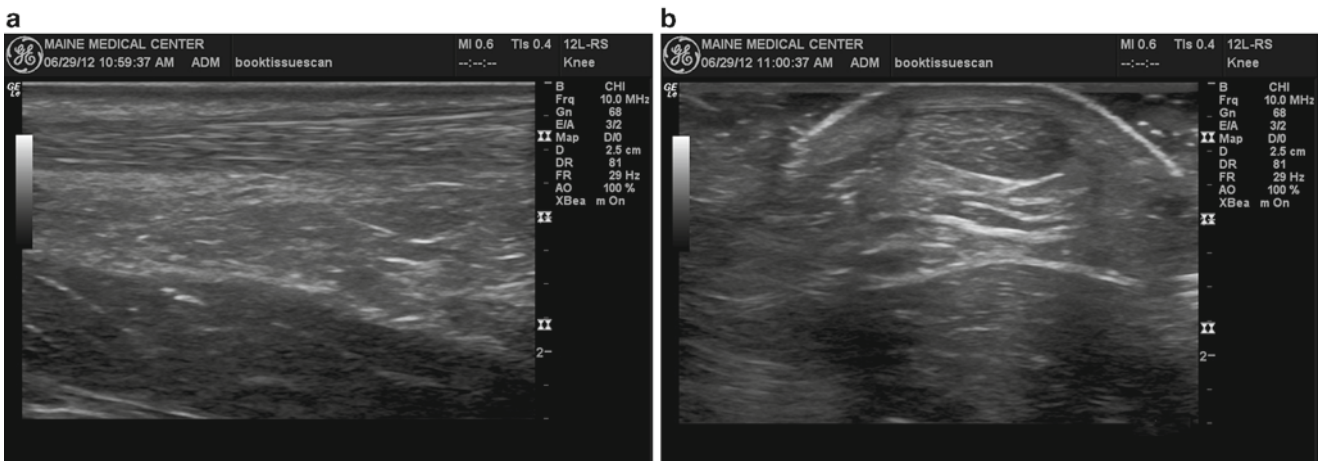 a
MAINE MEDICAL CENTER MI 0.6 TIs 0.4 12L-RS
06/29/12 10:59:37 AM ADM booktissuescan --:--:-- Knee
B CHI
Frq 10.0 MHz
Gn 68
E/A 3/2
Map D/0
D 2.5 cm
DR 81
FR 29 Hz
AO 100 %
XBea m On
2
b
MAINE MEDICAL CENTER MI 0.6 TIs 0.4 12L-RS
06/29/12 11:00:37 AM ADM booktissuescan --:--:-- Knee
B CHI
Frq 10.0 MHz
Gn 68
E/A 3/2
Map D/0
D 2.5 cm
DR 81
FR 29 Hz
AO 100 %
XBea m On
2